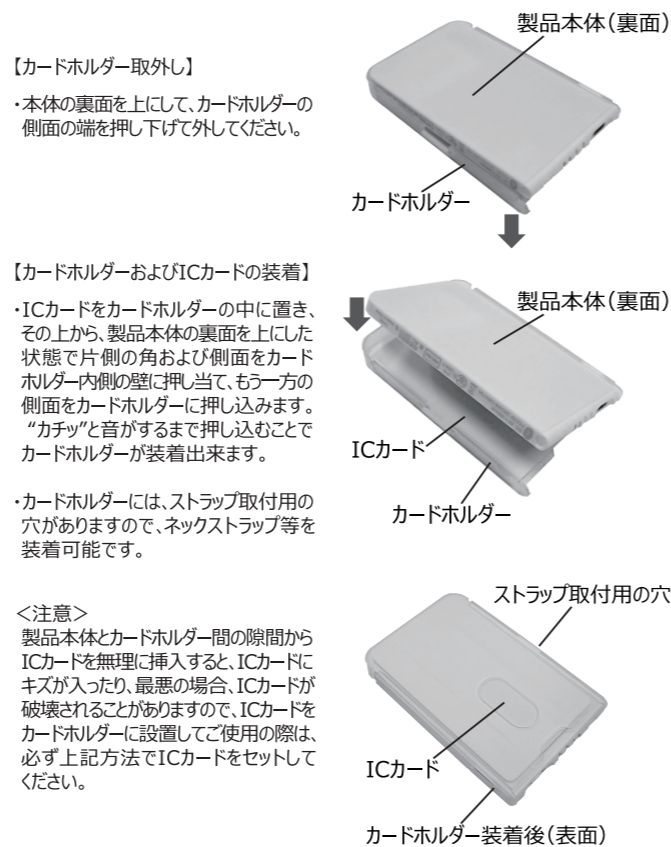 【カードホルダー取外し】
・本体の裏面を上にして、カードホルダーの
側面の端を押し下げて外してください。
製品本体（裏面）
カードホルダー
【カードホルダーおよびICカードの装着】
・ICカードをカードホルダーの中に置き、
その上から、製品本体の裏面を上にした
状態で片側の角および側面をカード
ホルダー内側の壁に押し当て、もう一方の
側面をカードホルダーに押し込みます。
“カチッ”と音がするまで押し込むことで
カードホルダーが装着出来ます。
・カードホルダーには、ストラップ取付用の
穴がありますので、ネックストラップ等を
装着可能です。
製品本体（裏面）
ICカード
カードホルダー
＜注意＞
製品本体とカードホルダー間の隙間から
ICカードを無理に挿入すると、ICカードに
キズが入ったり、最悪の場合、ICカードが
破壊されることがありますので、ICカードを
カードホルダーに設置してご使用の際は、
必ず上記方法でICカードをセットして
ください。
ストラップ取付用の穴
ICカード
カードホルダー装着後（表面）